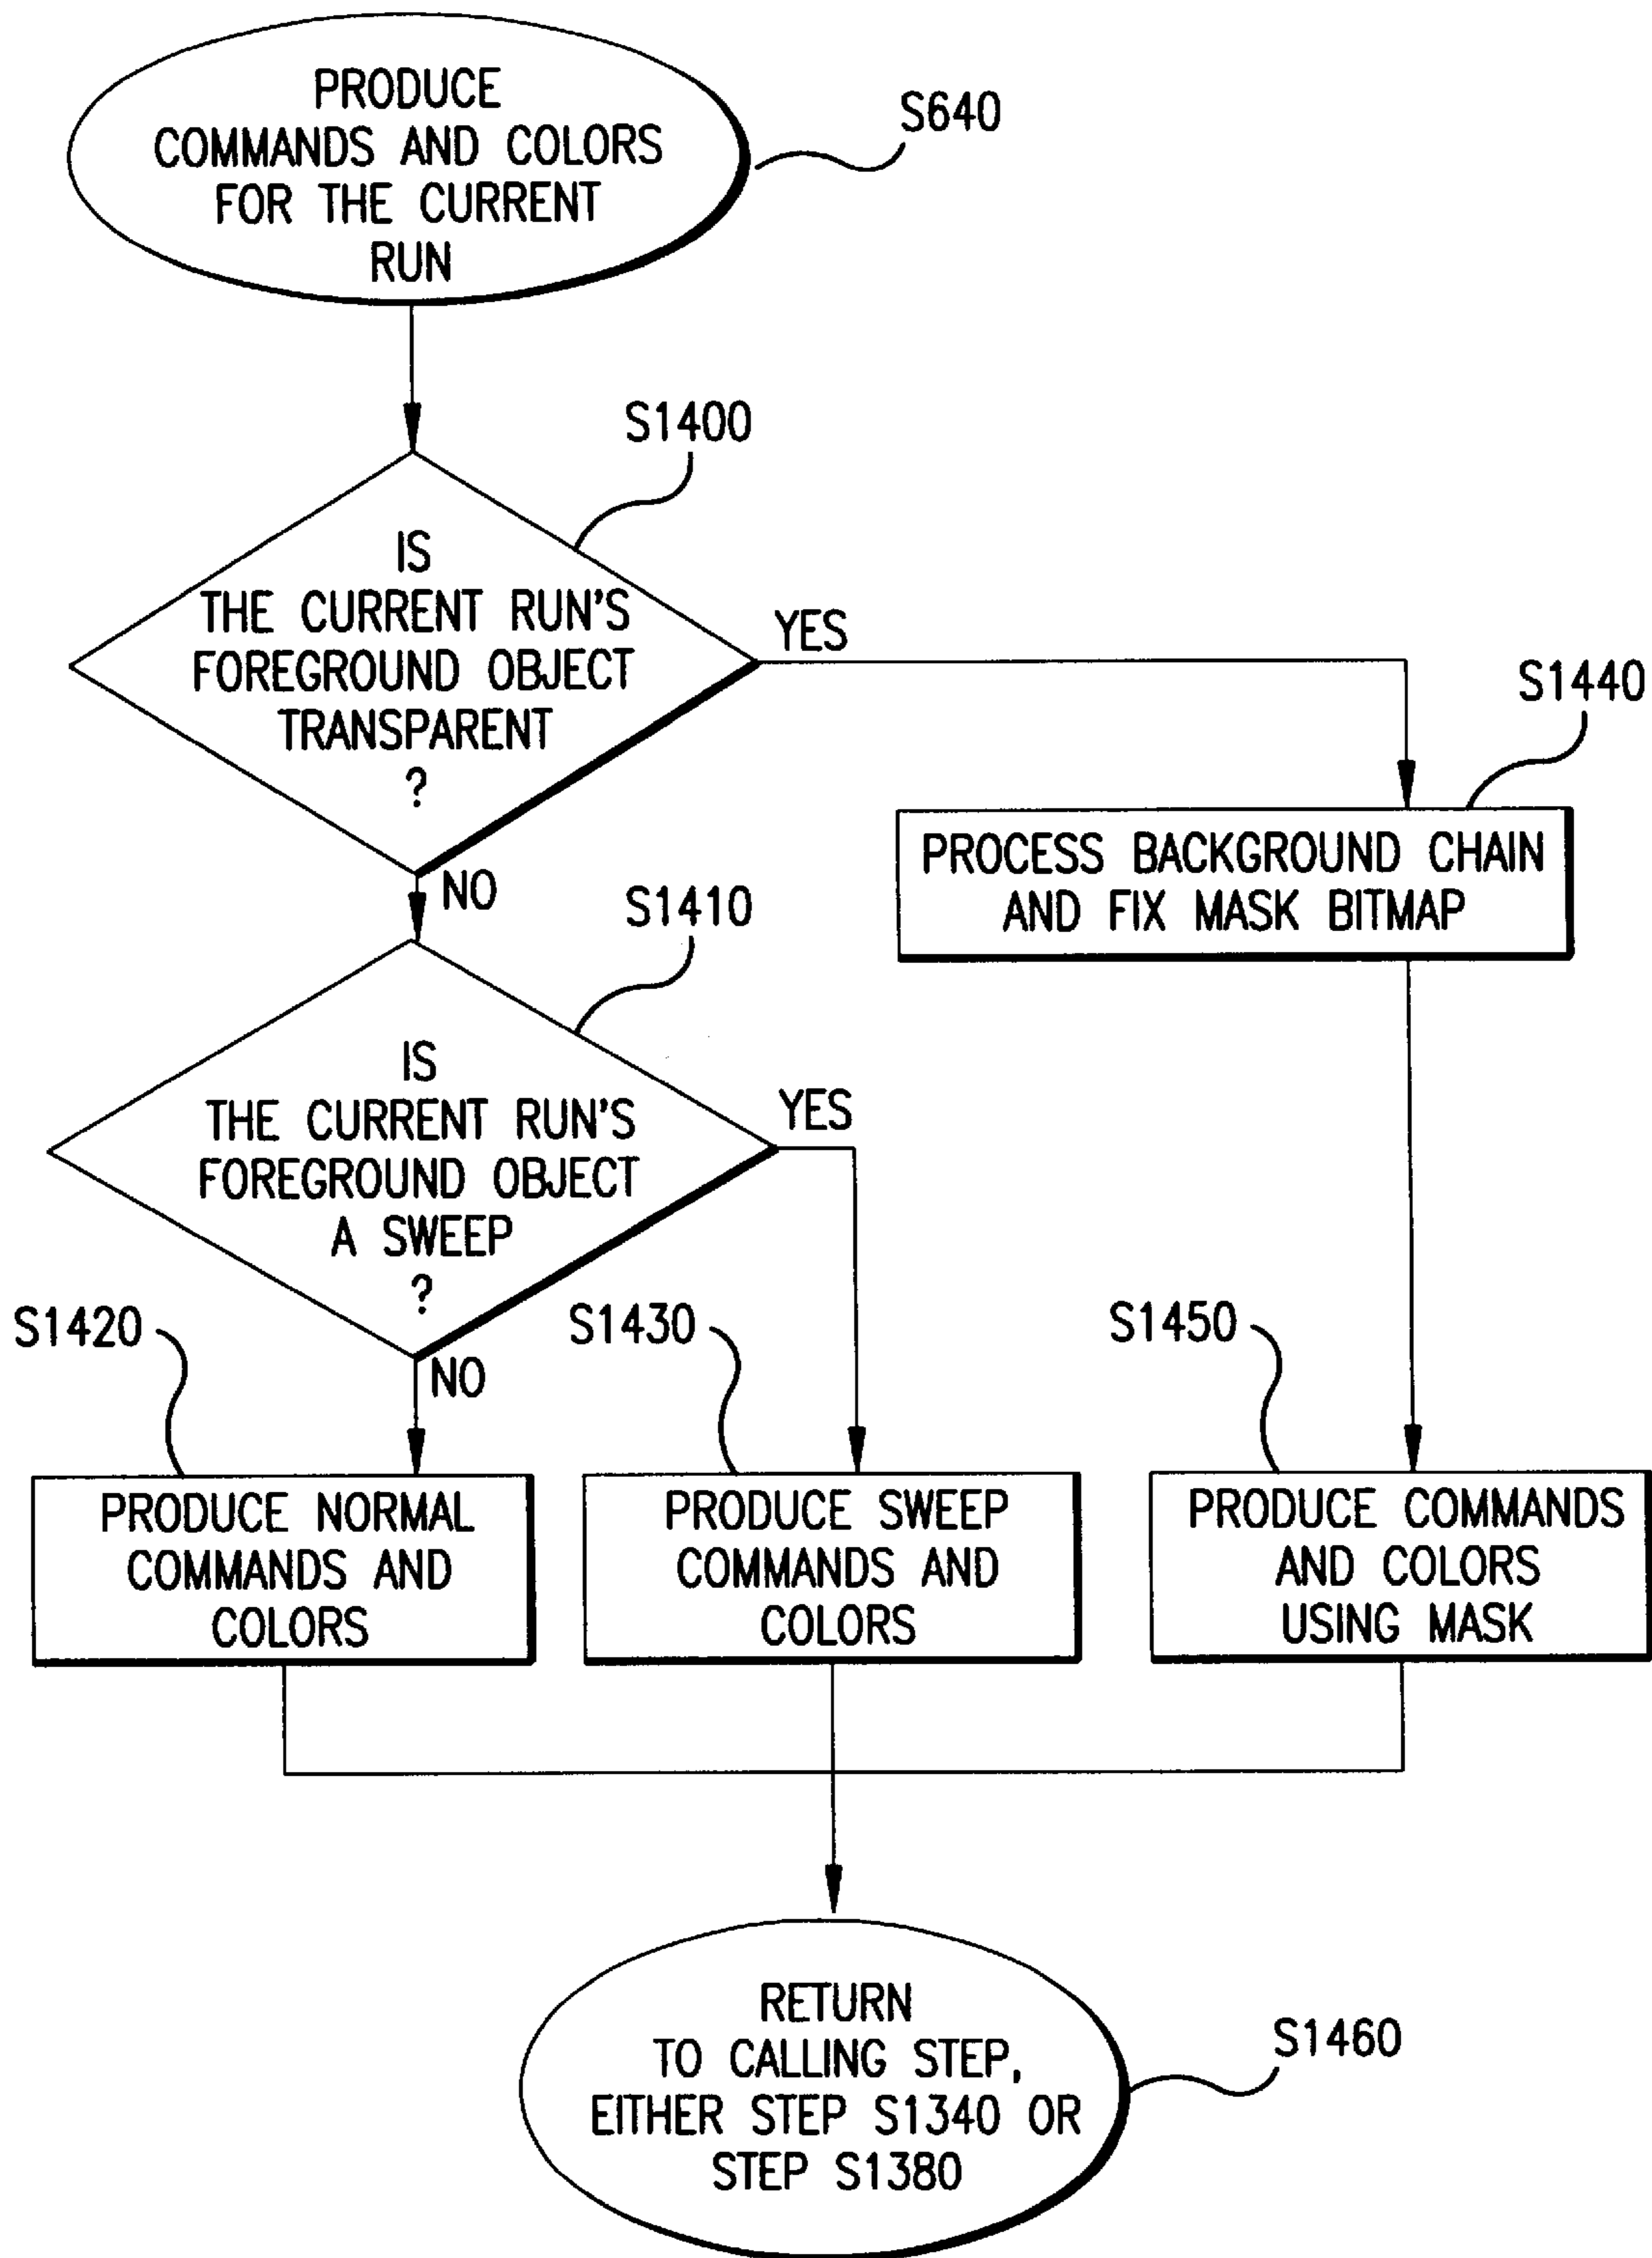 PRODUCE
COMMANDS AND COLORS
FOR THE CURRENT
RUN
S640
S1400
IS
THE CURRENT RUN'S
FOREGROUND OBJECT
TRANSPARENT
?
YES
NO
S1440
PROCESS BACKGROUND CHAIN
AND FIX MASK BITMAP
S1410
IS
THE CURRENT RUN'S
FOREGROUND OBJECT
A SWEEP
?
YES
NO
S1420
PRODUCE NORMAL
COMMANDS AND
COLORS
S1430
PRODUCE SWEEP
COMMANDS AND
COLORS
S1450
PRODUCE COMMANDS
AND COLORS
USING MASK
RETURN
TO CALLING STEP,
EITHER STEP S1340 OR
STEP S1380
S1460